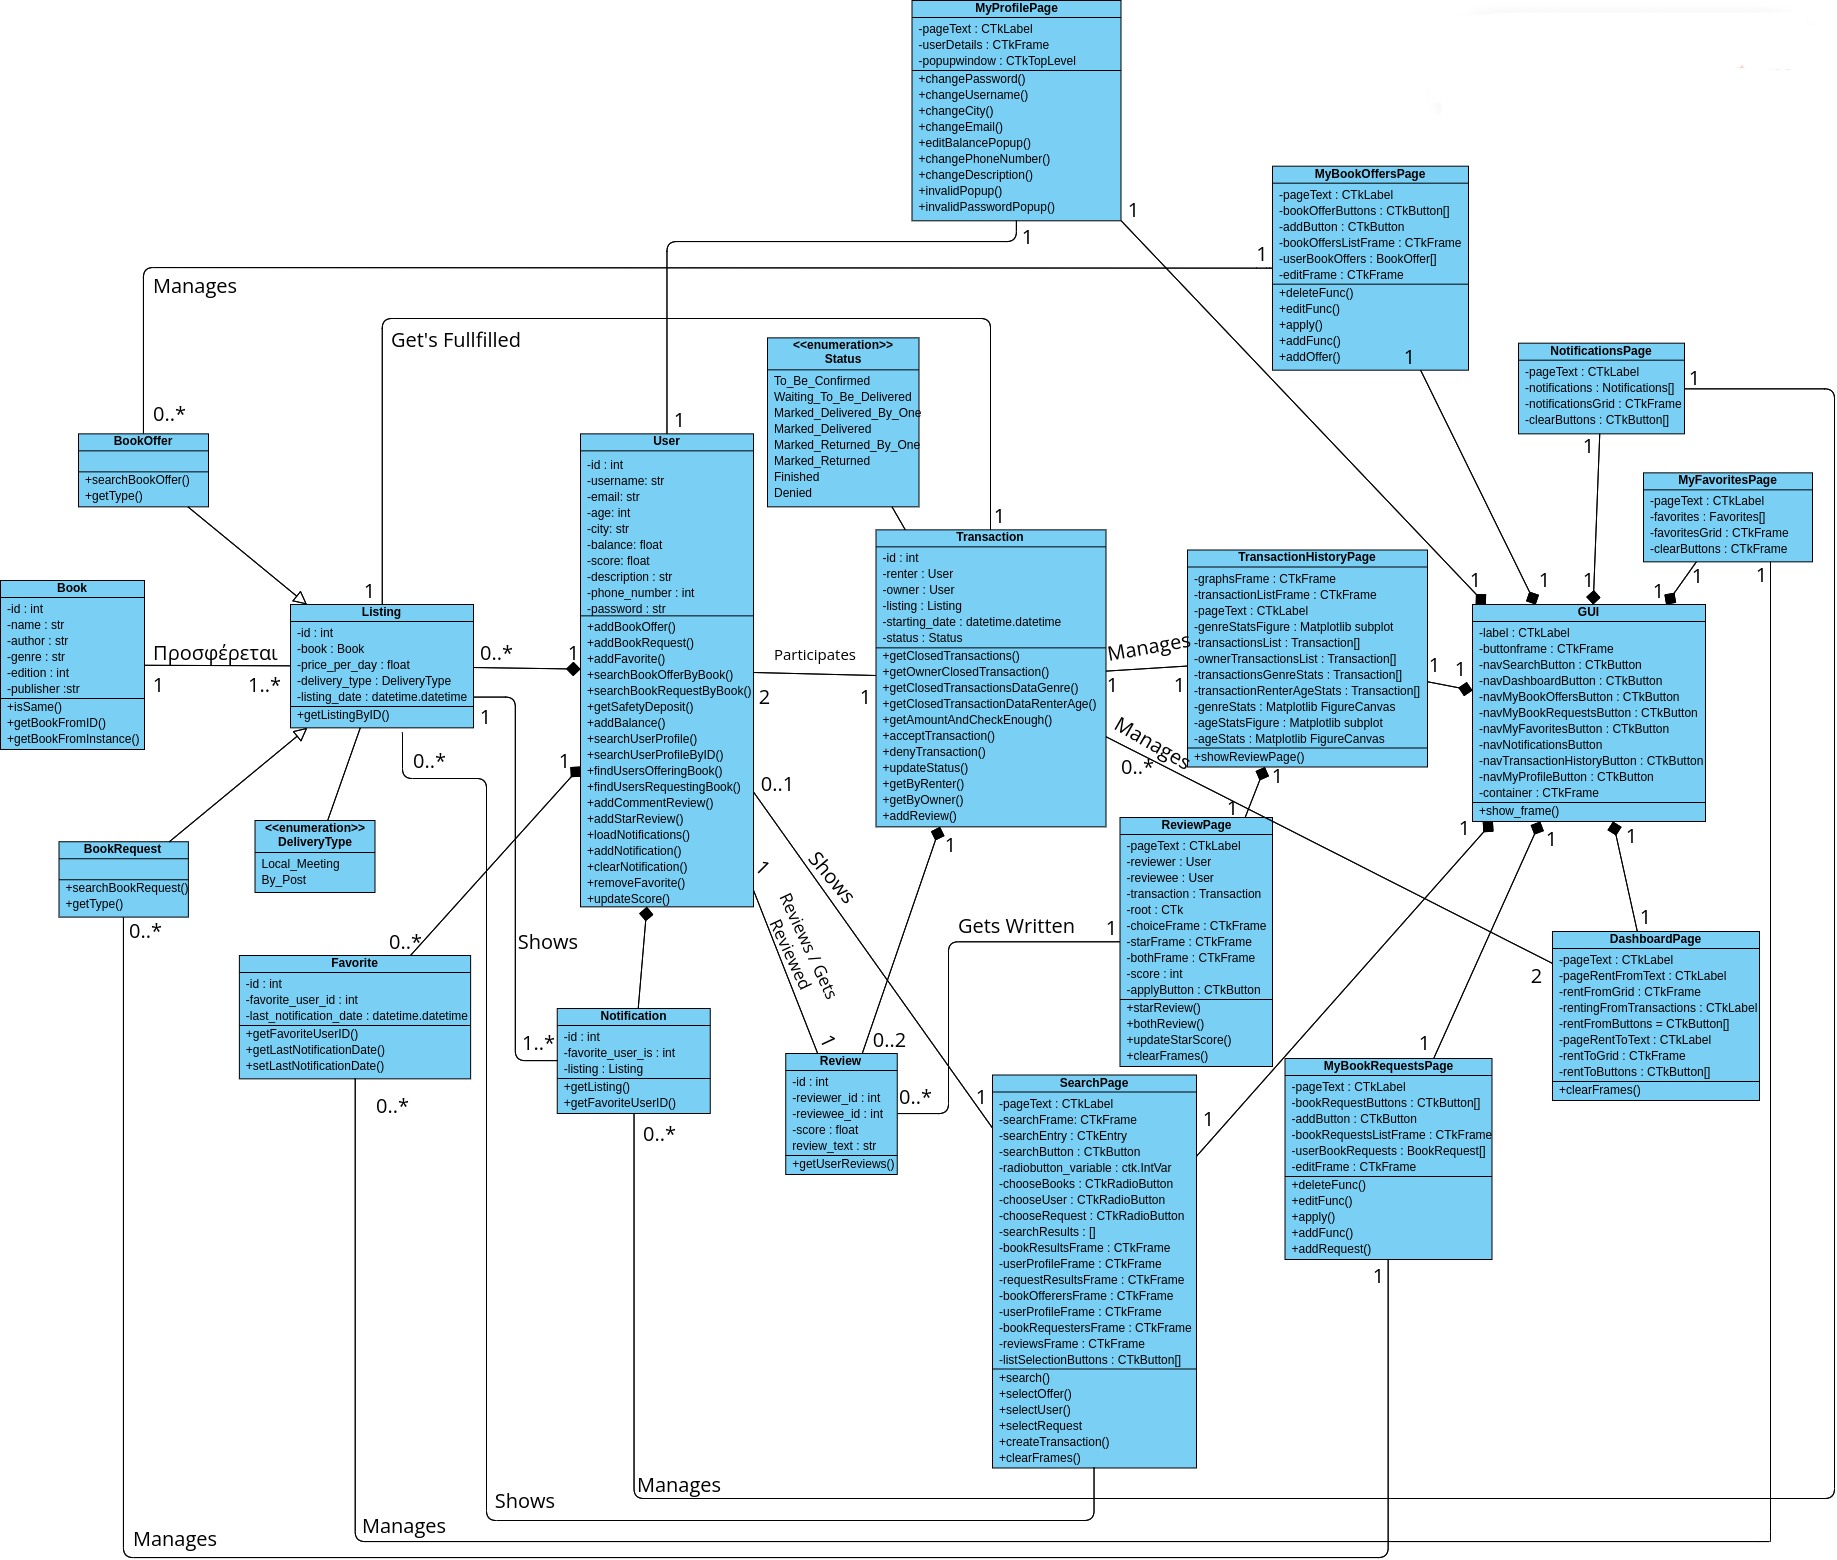 MyProfilePage
-pageText : CTkLabel
-userDetails : CTkFrame
-popupwindow : CTkTopLevel
+changePassword()
+changeUsername()
+changeCity()
+changeEmail()
+editBalancePopup()
+changePhoneNumber()
+changeDescription()
+invalidPopup()
+invalidPasswordPopup()
1
1
MyBookOffersPage
-pageText : CTkLabel
-bookOfferButtons : CTkButton[]
-addButton : CTkButton
-bookOffersListFrame : CTkFrame
-userBookOffers : BookOffer[]
-editFrame : CTkFrame
+deleteFunc()
+editFunc()
+apply()
+addFunc()
+addOffer()
1
1
Manages
0..*
Get's Fullfilled
<<enumeration>>
Status
To_Be_Confirmed
Waiting_To_Be_Delivered
Marked_Delivered_By_One
Marked_Delivered
Marked_Returned_By_One
Marked_Returned
Finished
Denied
NotificationsPage
-pageText : CTkLabel
-notifications : Notifications[]
-notificationsGrid : CTkFrame
-clearButtons : CTkButton[]
1
1
BookOffer
+searchBookOffer()
+getType()
1
User
-id : int
-username: str
-email: str
-age: int
-city: str
-balance: float
-score: float
-description : str
-phone_number : int
-password : str
+addBookOffer()
+addBookRequest()
+addFavorite()
+searchBookOfferByBook()
+searchBookRequestByBook()
+getSafetyDeposit()
+addBalance()
+searchUserProfile()
+searchUserProfileByID()
+findUsersOfferingBook()
+findUsersRequestingBook()
+addCommentReview()
+addStarReview()
+loadNotifications()
+addNotification()
+clearNotification()
+removeFavorite()
+updateScore()
MyFavoritesPage
-pageText : CTkLabel
-favorites : Favorites[]
-favoritesGrid : CTkFrame
-clearButtons : CTkFrame
1
1
1
Transaction
-id : int
-renter : User
-owner : User
-listing : Listing
-starting_date : datetime.datetime
-status : Status
+getClosedTransactions()
+getOwnerClosedTransaction()
+getClosedTransactionsDataGenre()
+getClosedTransactionDataRenterAge()
+getAmountAndCheckEnough()
+acceptTransaction()
+denyTransaction()
+updateStatus()
+getByRenter()
+getByOwner()
+addReview()
TransactionHistoryPage
-graphsFrame : CTkFrame
-transactionListFrame : CTkFrame
-pageText : CTkLabel
-genreStatsFigure : Matplotlib subplot
-transactionsList : Transaction[]
-ownerTransactionsList : Transaction[]
-transactionsGenreStats : Transaction[]
-transactionRenterAgeStats : Transaction[]
-genreStats : Matplotlib FigureCanvas
-ageStatsFigure : Matplotlib subplot
-ageStats : Matplotlib FigureCanvas
+showReviewPage()
1
1
1
1
GUI
-label : CTkLabel
-buttonframe : CTkFrame
-navSearchButton : CTkButton
-navDashboardButton : CTkButton
-navMyBookOffersButton : CTkButton
-navMyBookRequestsButton : CTkButton
-navMyFavoritesButton : CTkButton
-navNotificationsButton
-navTransactionHistoryButton : CTkButton
-navMyProfileButton : CTkButton
-container : CTkFrame
+show_frame()
1
1
Book
-id : int
-name : str
-author : str
-genre : str
-edition : int
-publisher :str
+isSame()
+getBookFromID()
+getBookFromInstance()
Προσφέρεται
1
1..*
1
Listing
-id : int
-book : Book
-price_per_day : float
-delivery_type : DeliveryType
-listing_date : datetime.datetime
+getListingByID()
0..*
1
1
0..*
Participates
2
1
Manages
1
1
Manages
0..*
1
0..1
1
1
1
1
1
<<enumeration>>
DeliveryType
Local_Meeting
By_Post
BookRequest
+searchBookRequest()
+getType()
0..*
0..*
Shows
1
Reviews / Gets
Reviewed
1
Shows
1
Gets Written
1
ReviewPage
-pageText : CTkLabel
-reviewer : User
-reviewee : User
-transaction : Transaction
-root : CTk
-choiceFrame : CTkFrame
-starFrame : CTkFrame
-bothFrame : CTkFrame
-score : int
-applyButton : CTkButton
+starReview()
+bothReview()
+updateStarScore()
+clearFrames()
1
2
DashboardPage
-pageText : CTkLabel
-pageRentFromText : CTkLabel
-rentFromGrid : CTkFrame
-rentingFromTransactions : CTkLabel
-rentFromButtons = CTkButton[]
-pageRentToText : CTkLabel
-rentToGrid : CTkFrame
-rentToButtons : CTkButton[]
+clearFrames()
Favorite
-id : int
-favorite_user_id : int
-last_notification_date : datetime.datetime
+getFavoriteUserID()
+getLastNotificationDate()
+setLastNotificationDate()
0..*
1..*
Notification
-id : int
-favorite_user_is : int
-listing : Listing
+getListing()
+getFavoriteUserID()
0..*
0..2
Review
-id : int
-reviewer_id : int
-reviewee_id : int
-score : float
review_text : str
+getUserReviews()
0..*
1
SearchPage
-pageText : CTkLabel
-searchFrame: CTkFrame
-searchEntry : CTkEntry
-searchButton : CTkButton
-radiobutton_variable : ctk.IntVar
-chooseBooks : CTkRadioButton
-chooseUser : CTkRadioButton
-chooseRequest : CTkRadioButton
-searchResults : []
-bookResultsFrame : CTkFrame
-userProfileFrame : CTkFrame
-requestResultsFrame : CTkFrame
-bookOfferersFrame : CTkFrame
-userProfileFrame : CTkFrame
-bookRequestersFrame : CTkFrame
-reviewsFrame : CTkFrame
-listSelectionButtons : CTkButton[]
+search()
+selectOffer()
+selectUser()
+selectRequest
+createTransaction()
+clearFrames()
1
1
MyBookRequestsPage
-pageText : CTkLabel
-bookRequestButtons : CTkButton[]
-addButton : CTkButton
-bookRequestsListFrame : CTkFrame
-userBookRequests : BookRequest[]
-editFrame : CTkFrame
+deleteFunc()
+editFunc()
+apply()
+addFunc()
+addRequest()
1
Manages
Shows
Manages
Manages